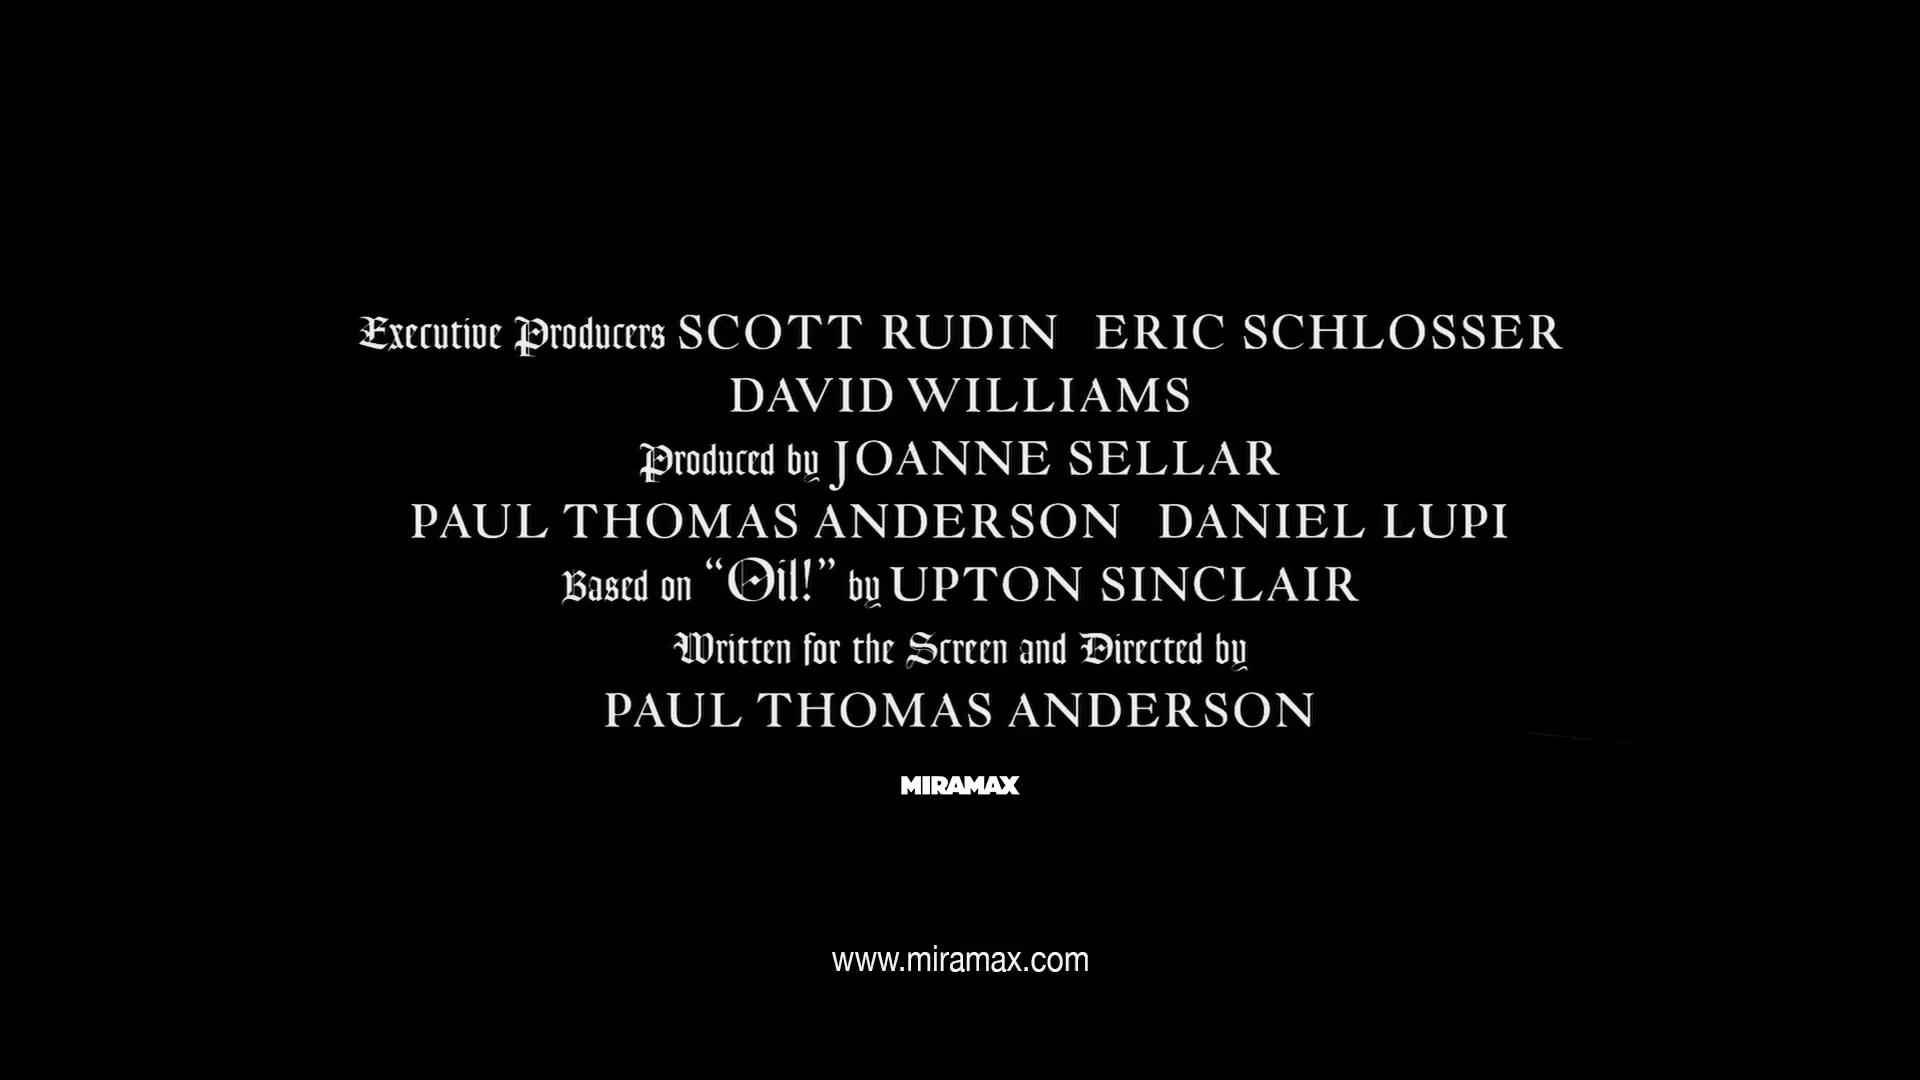 Executive Producers SCOTT RUDIN ERIC SCHLOSSER
DAVID WILLIAMS
Produced by JOANNE SELLAR
PAUL THOMAS ANDERSON DANIEL LUPI
Based on “Oil!” by UPTON SINCLAIR
Written for the Screen and Directed by
PAUL THOMAS ANDERSON
MIRAMAX
www.miramax.com